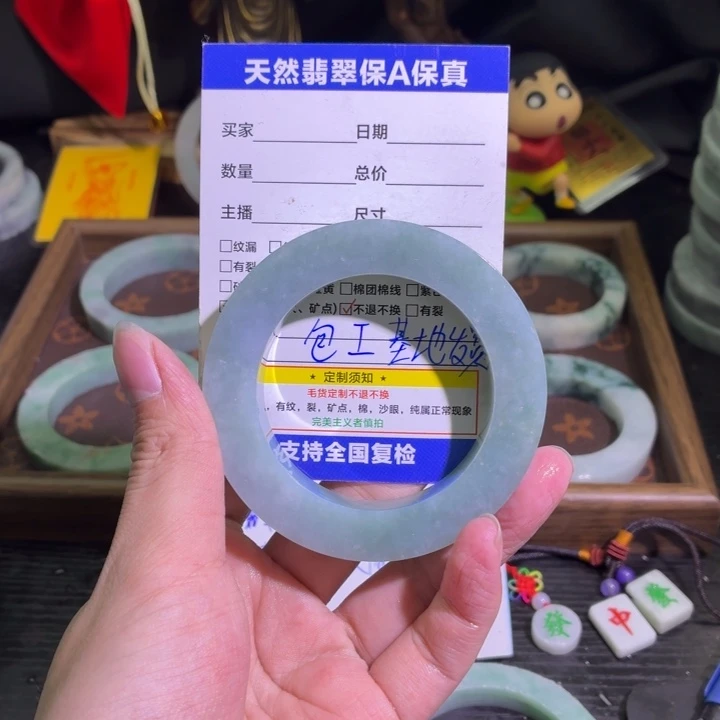 天然翡翠保A保真
买家
日期
数量
总价
主播
尺寸
纹漏
有裂
棉团棉线
、矿点)
不退不换
有裂
包工基地发货
★ 定制须知 ★
毛货定制不退不换
，有纹，裂，矿点，棉，沙眼，纯属正常现象
完美主义者慎拍
支持全国复检
發
中
發